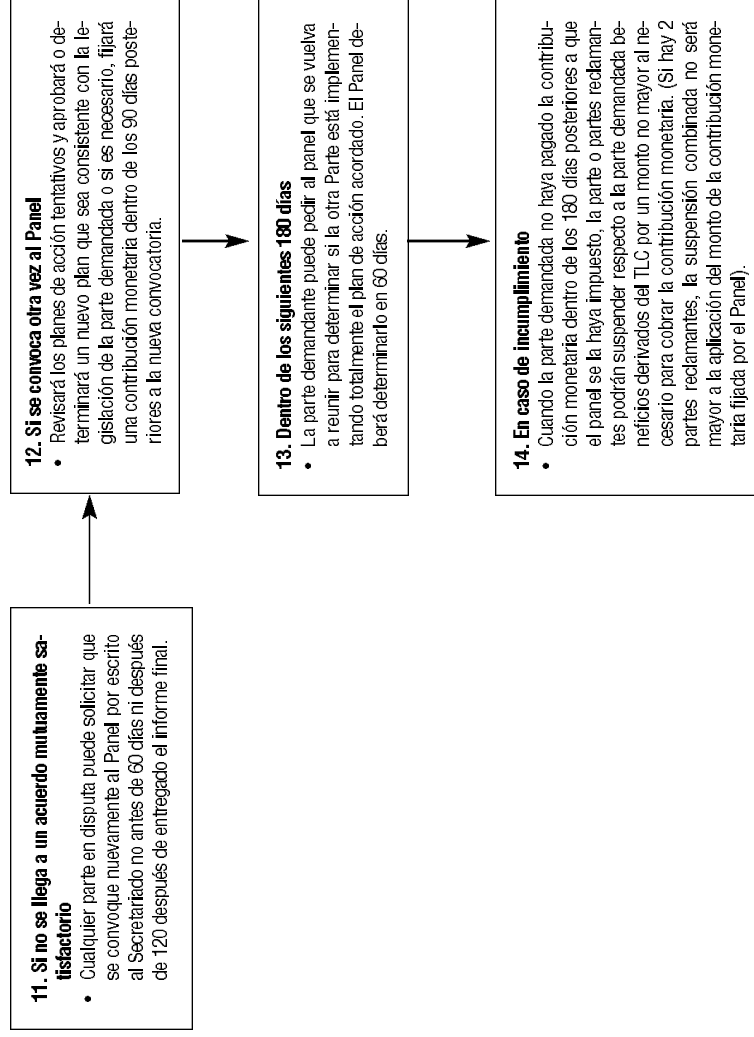 11. Si no se llega a un acuerdo mutuamente sa-
tisfactorio
• Cualquier parte en disputa puede solicitar que
se convoque nuevamente al Panel por escrito
al Secretariado no antes de 60 días ni después
de 120 después de entregado el informe final.
12. Si se convoca otra vez al Panel
• Revisará los planes de acción tentativos y aprobará o de-
terminará un nuevo plan que sea consistente con la le-
gislación de la parte demandada o si es necesario, fijará
una contribución monetaria dentro de los 90 días poste-
riores a la nueva convocatoria.
13. Dentro de los siguientes 180 días
• La parte demandante puede pedir al panel que se vuelva
a reunir para determinar si la otra Parte está implemen-
tando totalmente el plan de acción acordado. El Panel de-
berá determinarlo en 60 días.
14. En caso de incumplimiento
• Cuando la parte demandada no haya pagado la contribu-
ción monetaria dentro de los 180 días posteriores a que
el panel se la haya impuesto, la parte o partes reclaman-
tes podrán suspender respecto a la parte demandada be-
neficios derivados del TLC por un monto no mayor al ne-
cesario para cobrar la contribución monetaria. (Si hay 2
partes reclamantes, la suspensión combinada no será
mayor a la aplicación del monto de la contribución mone-
taria fijada por el Panel).